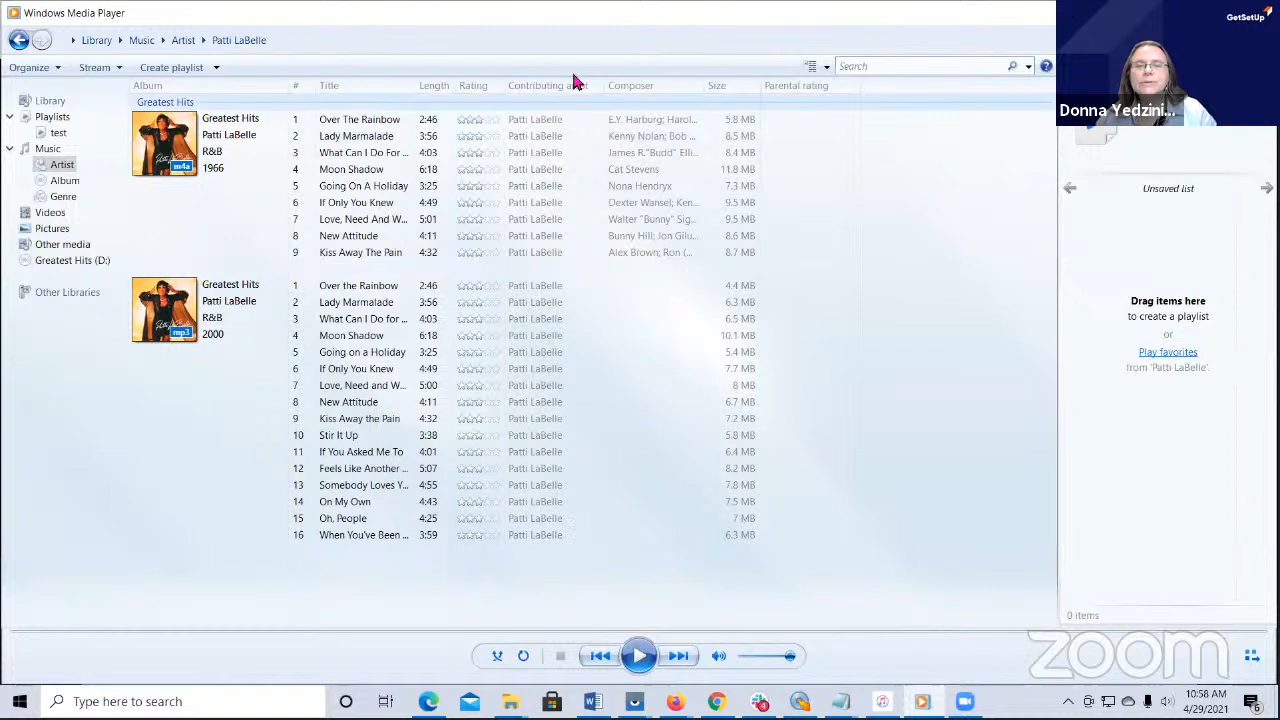 Windows Media Player
GetSetUp
Library Music Artist Patti LaBelle
Organize Stream Create playlist Search
Album # Title Length Rating Contributing a st Composer Size Parental rating
Library
Playlists
test
Music
Artist
Album
Genre
Videos
Pictures
Other media
Greatest Hits (D:)
Other Libraries
Greatest Hits
m4a
Greatest Hits
Patti LaBelle
R&B
1966
1 Over The Rainbow 5:01 Patti LaBelle E.Y. Harburg; Harol... 5.8 MB
2 Lady Marmalade 3:56 Patti LaBelle Kenny Nolan; Bob ... 8.5 MB
3 What Can I Do For ... 4:03 Patti LaBelle James R."Budd" Elli... 8.4 MB
4 Moon Shadow 6:18 Patti LaBelle Cat Stevens 11.8 MB
5 Going On A Holiday 3:25 Patti LaBelle Nona Hendryx 7.3 MB
6 If Only You Knew 4:49 Patti LaBelle Dexter Wansel; Ken... 9.5 MB
7 Love, Need And W... 5:01 Patti LaBelle Walter "Bunny" Sig... 9.5 MB
8 New Attitude 4:11 Patti LaBelle Bunny Hill; Jon Gilu... 8.6 MB
9 Kiss Away The Pain 4:32 Patti LaBelle Alex Brown; Ron (... 8.7 MB
mp3
Greatest Hits
Patti LaBelle
R&B
2000
1 Over the Rainbow 2:46 Patti LaBelle 4.4 MB
2 Lady Marmalade 3:56 Patti LaBelle 6.3 MB
3 What Can I Do for ... 4:03 Patti LaBelle 6.5 MB
4 Moon Shadow 6:18 Patti LaBelle 10.1 MB
5 Going on a Holiday 3:25 Patti LaBelle 5.4 MB
6 If Only You Knew 4:49 Patti LaBelle 7.7 MB
7 Love, Need and W... 5:00 Patti LaBelle 8 MB
8 New Attitude 4:11 Patti LaBelle 6.7 MB
9 Kiss Away the Pain 4:32 Patti LaBelle 7.2 MB
10 Stir It Up 3:38 Patti LaBelle 5.8 MB
11 If You Asked Me To 4:01 Patti LaBelle 6.4 MB
12 Feels Like Another ... 5:07 Patti LaBelle 8.2 MB
13 Somebody Loves Y... 4:55 Patti LaBelle 7.8 MB
14 On My Own 4:43 Patti LaBelle 7.5 MB
15 Oh, People 4:25 Patti LaBelle 7 MB
16 When You've Been ... 3:59 Patti LaBelle 6.3 MB
Donna Yedzini...
Unsaved list
Drag items here
to create a playlist
or
Play favorites
from 'Patti LaBelle'.
0 items
zoom
Type here to search
10:58 AM
4/29/2021
6